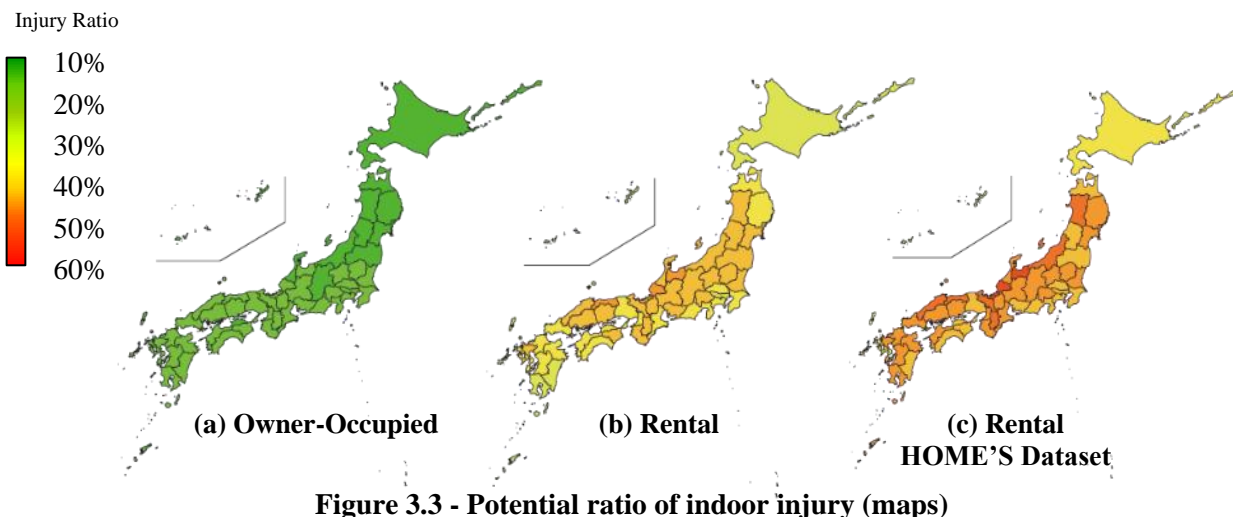 Injury Ratio
10%
20%
30%
40%
50%
60%
(a) Owner-Occupied
(b) Rental
(c) Rental
HOME'S Dataset
Figure 3.3 - Potential ratio of indoor injury (maps)